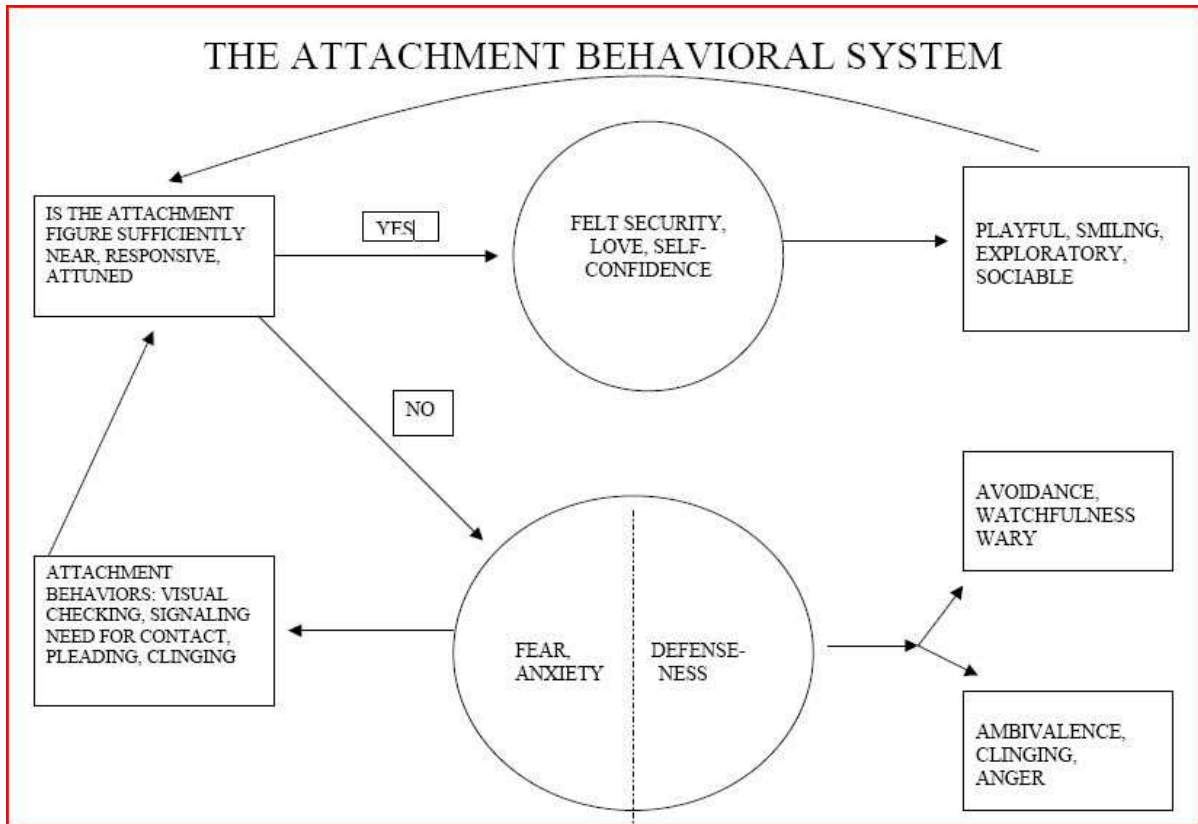 THE ATTACHMENT BEHAVIORAL SYSTEM
IS THE ATTACHMENT
FIGURE SUFFICIENTLY
NEAR, RESPONSIVE,
ATTUNED
YES
FELT SECURITY,
LOVE, SELF-
CONFIDENCE
PLAYFUL, SMILING,
EXPLORATORY,
SOCIABLE
NO
ATTACHMENT
BEHAVIORS: VISUAL
CHECKING, SIGNALING
NEED FOR CONTACT,
PLEADING, CLINGING
FEAR,
ANXIETY
DEFENSE-
NESS
AVOIDANCE,
WATCHFULNESS
WARY
AMBIVALENCE,
CLINGING,
ANGER